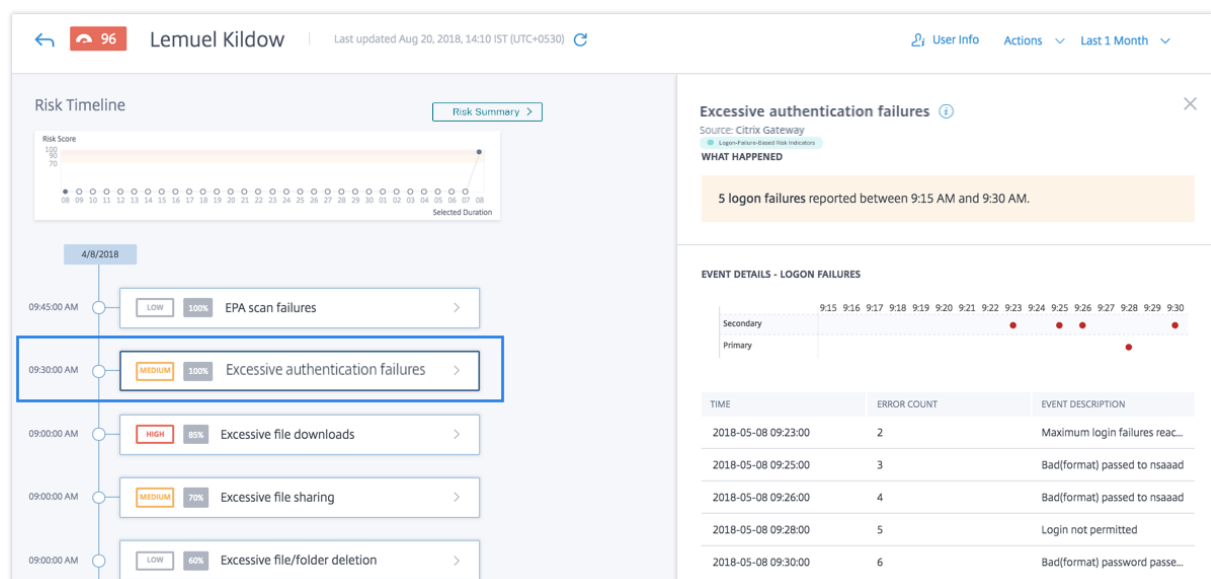 96 Lemuel Kildow Last updated Aug 20, 2018, 14:10 IST (UTC+0530) User Info Actions Last 1 Month
Risk Timeline
Risk Summary >
Risk Score
100
90
70
08 09 10 11 12 13 14 15 16 17 18 19 20 21 22 23 24 25 26 27 28 29 30 01 02 03 04 05 06 07 08
Selected Duration
4/8/2018
09:45:00 AM LOW 100% EPA scan failures
09:30:00 AM MEDIUM 100% Excessive authentication failures
09:00:00 AM HIGH 85% Excessive file downloads
09:00:00 AM MEDIUM 70% Excessive file sharing
09:00:00 AM LOW 60% Excessive file/folder deletion
Excessive authentication failures
Source: Citrix Gateway
Logon-Failure-Based Risk Indicators
WHAT HAPPENED
5 logon failures reported between 9:15 AM and 9:30 AM.
EVENT DETAILS - LOGON FAILURES
9:15 9:16 9:17 9:18 9:19 9:20 9:21 9:22 9:23 9:24 9:25 9:26 9:27 9:28 9:29 9:30
Secondary
Primary
TIME ERROR COUNT EVENT DESCRIPTION
2018-05-08 09:23:00 2 Maximum login failures reac...
2018-05-08 09:25:00 3 Bad(format) passed to nsaaad
2018-05-08 09:26:00 4 Bad(format) passed to nsaaad
2018-05-08 09:28:00 5 Login not permitted
2018-05-08 09:30:00 6 Bad(format) password passe...